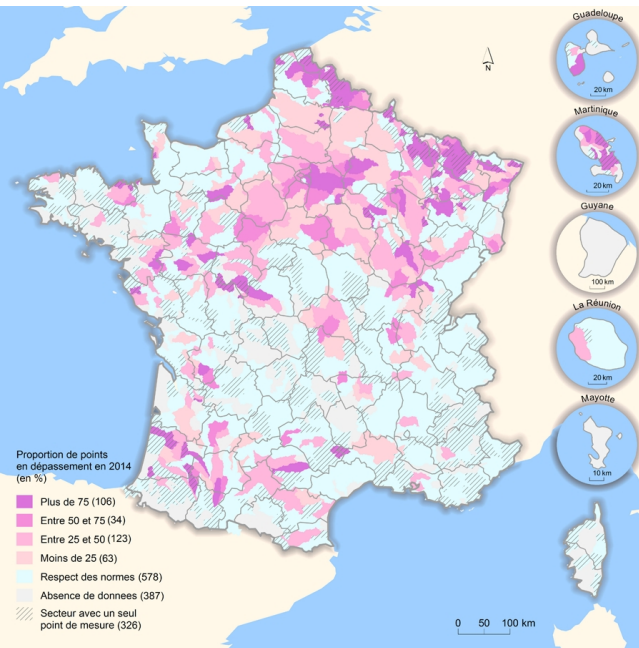 Guadeloupe
N
20 km
Martinique
20 km
Guyane
100 km
La Réunion
20 km
Mayotte
10 km
Proportion de points
en dépassement en 2014
(en %)
Plus de 75 (106)
Entre 50 et 75 (34)
Entre 25 et 50 (123)
Moins de 25 (63)
Respect des normes (578)
Absence de donnees (387)
Secteur avec un seul
point de mesure (326)
0 50 100 km